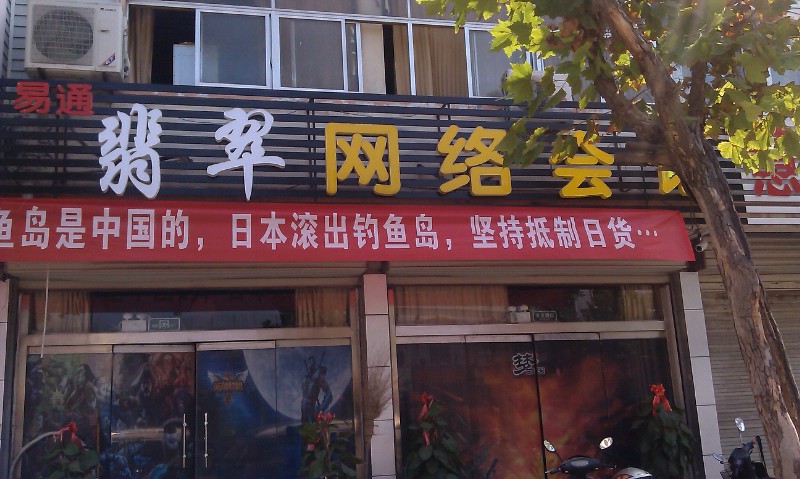 易通
翡翠网络会
鱼岛是中国的，日本滚出钓鱼岛，坚持抵制日货…
梦